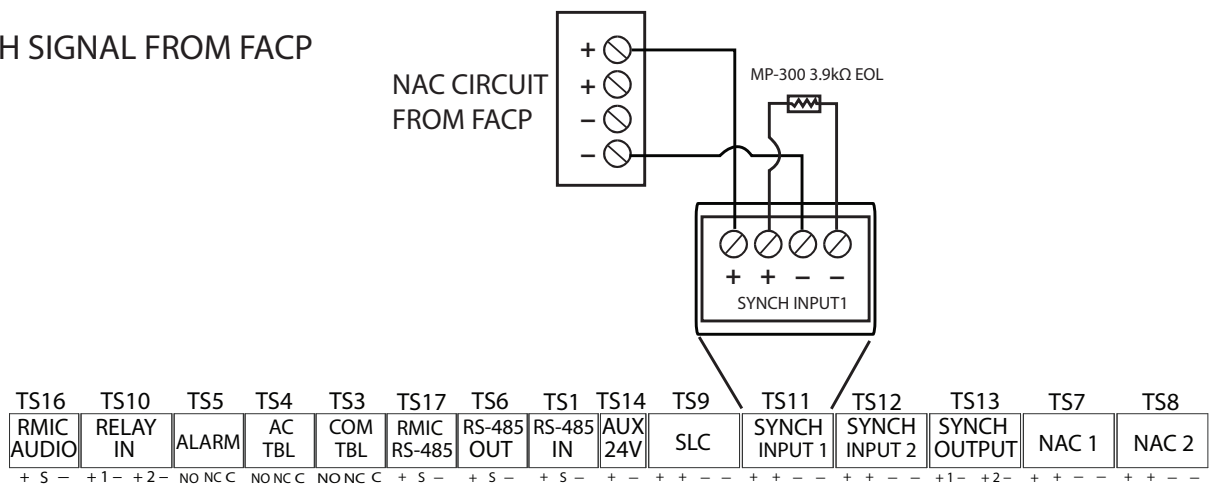 H SIGNAL FROM FACP
NAC CIRCUIT
FROM FACP
+
+
−
−
MP-300 3.9kΩ EOL
+ + − −
SYNCH INPUT1
TS16 TS10 TS5 TS4 TS3 TS17 TS6 TS1 TS14 TS9 TS11 TS12 TS13 TS7 TS8
RMIC AUDIO
RELAY IN
ALARM
AC TBL
COM TBL
RMIC RS-485
RS-485 OUT
RS-485 IN
AUX 24V
SLC
SYNCH INPUT 1
SYNCH INPUT 2
SYNCH OUTPUT
NAC 1
NAC 2
+ S − +1− +2− NO NC C NO NC C NO NC C + S − + S − + S − + − + + − − + + − − + + − − +1− +2− + + − − + + − −